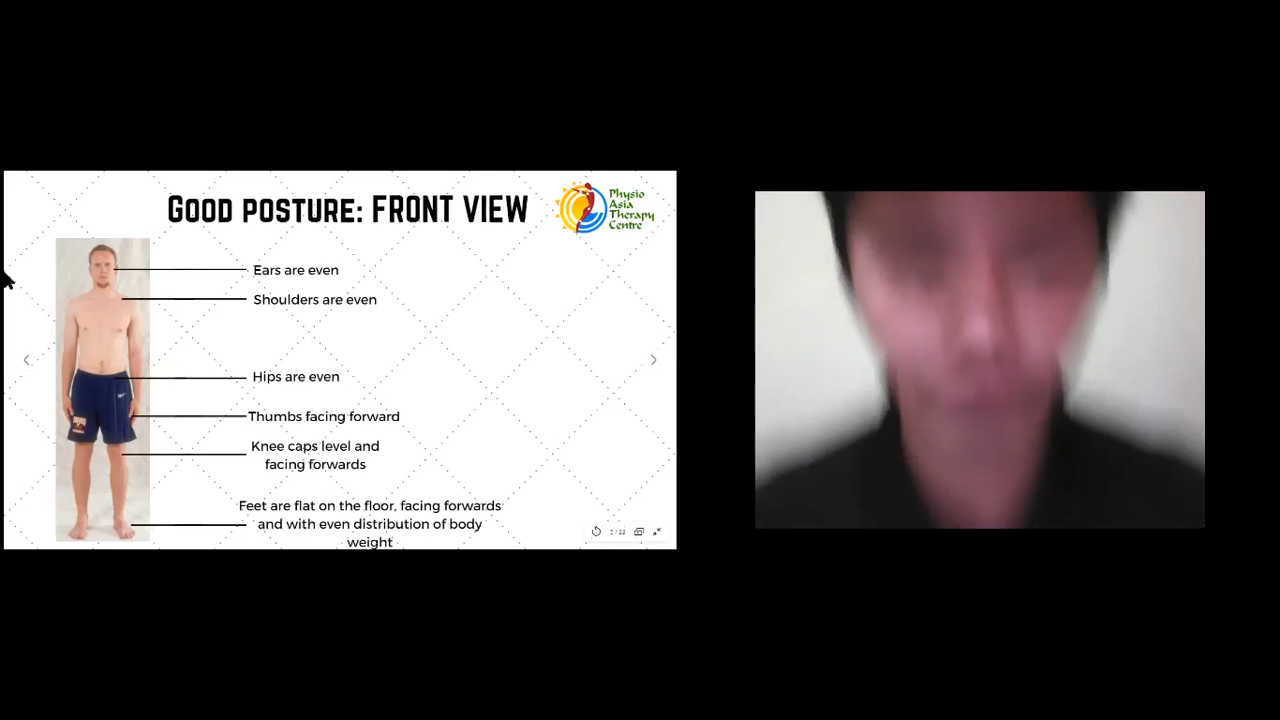 GOOD POSTURE: FRONT VIEW
Physio
Asia
Therapy
Centre
Ears are even
Shoulders are even
Hips are even
Thumbs facing forward
Knee caps level and
facing forwards
Feet are flat on the floor, facing forwards
and with even distribution of body
weight